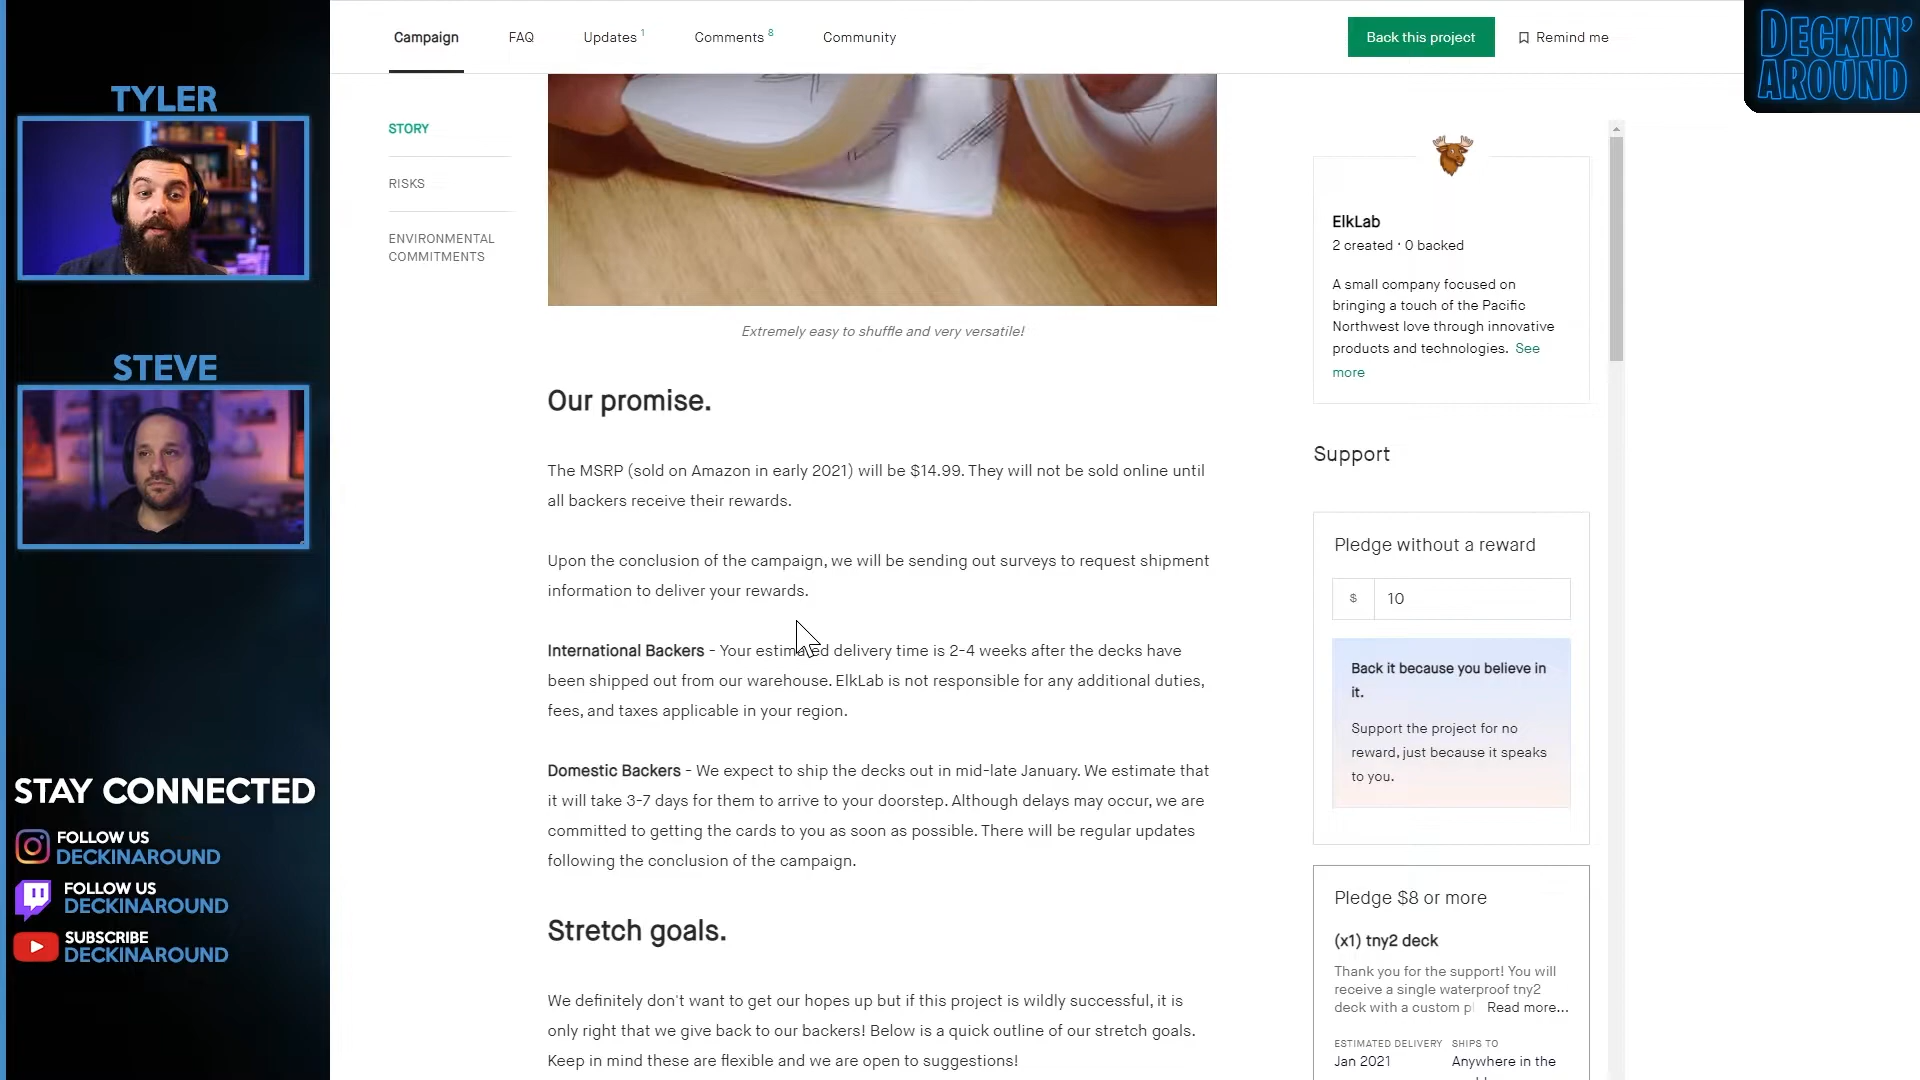 TYLER
STEVE
STAY CONNECTED
FOLLOW US
DECKINAROUND
FOLLOW US
DECKINAROUND
SUBSCRIBE
DECKINAROUND
Campaign
FAQ
Updates 1
Comments 8
Community
Back this project
Remind me
DECKIN'
AROUND
STORY
RISKS
ENVIRONMENTAL
COMMITMENTS
Extremely easy to shuffle and very versatile!
Our promise.
The MSRP (sold on Amazon in early 2021) will be $14.99. They will not be sold online until
all backers receive their rewards.
Upon the conclusion of the campaign, we will be sending out surveys to request shipment
information to deliver your rewards.
International Backers - Your estimated delivery time is 2-4 weeks after the decks have
been shipped out from our warehouse. ElkLab is not responsible for any additional duties,
fees, and taxes applicable in your region.
Domestic Backers - We expect to ship the decks out in mid-late January. We estimate that
it will take 3-7 days for them to arrive to your doorstep. Although delays may occur, we are
committed to getting the cards to you as soon as possible. There will be regular updates
following the conclusion of the campaign.
Stretch goals.
We definitely don't want to get our hopes up but if this project is wildly successful, it is
only right that we give back to our backers! Below is a quick outline of our stretch goals.
Keep in mind these are flexible and we are open to suggestions!
ElkLab
2 created · 0 backed
A small company focused on
bringing a touch of the Pacific
Northwest love through innovative
products and technologies. See
more
Support
Pledge without a reward
$ 10
Back it because you believe in
it.
Support the project for no
reward, just because it speaks
to you.
Pledge $8 or more
(x1) tny2 deck
Thank you for the support! You will
receive a single waterproof tny2
deck with a custom Read more...
ESTIMATED DELIVERY SHIPS TO
Jan 2021 Anywhere in the